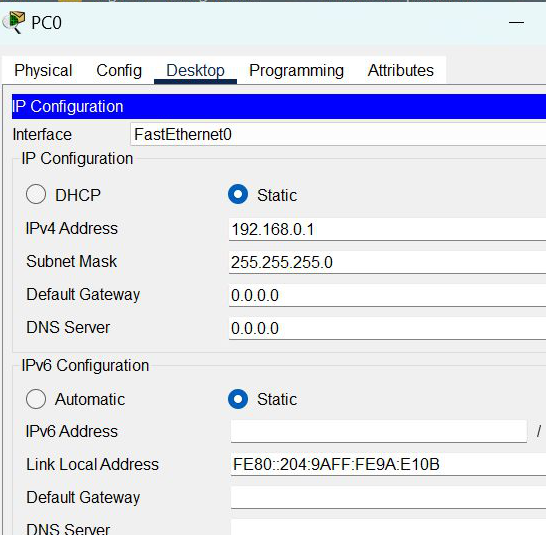 PC0
Physical Config Desktop Programming Attributes
IP Configuration
Interface FastEthernet0
IP Configuration
DHCP Static
IPv4 Address 192.168.0.1
Subnet Mask 255.255.255.0
Default Gateway 0.0.0.0
DNS Server 0.0.0.0
IPv6 Configuration
Automatic Static
IPv6 Address /
Link Local Address FE80::204:9AFF:FE9A:E10B
Default Gateway
DNS Server